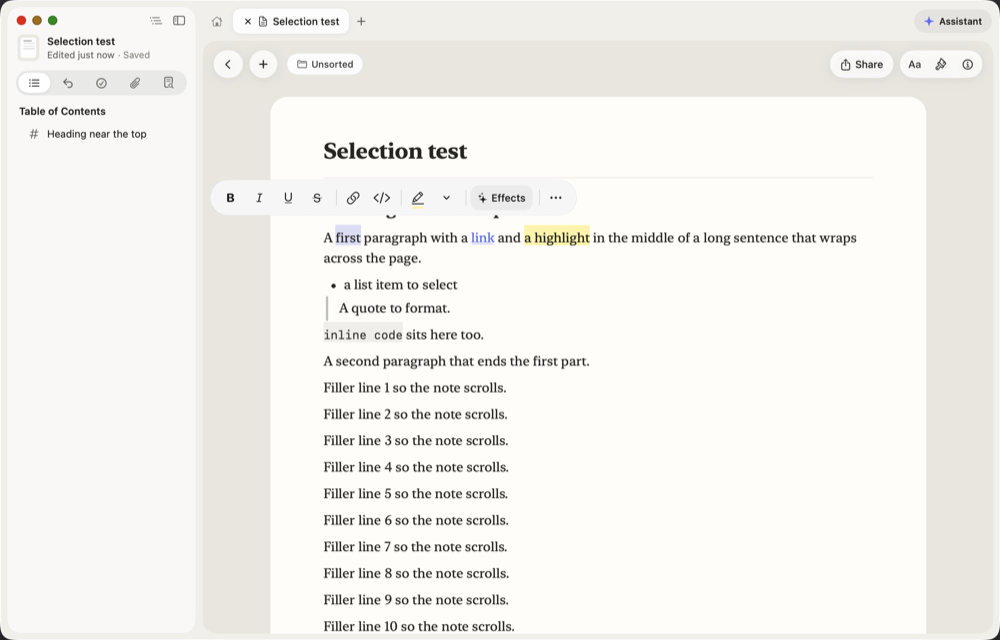 Selection test
Assistant
Selection test
Edited just now · Saved
Unsorted
Share
Aa
Table of Contents
# Heading near the top
Selection test
B I U S </> Effects ...
A first paragraph with a link and a highlight in the middle of a long sentence that wraps
across the page.
• a list item to select
A quote to format.
inline code sits here too.
A second paragraph that ends the first part.
Filler line 1 so the note scrolls.
Filler line 2 so the note scrolls.
Filler line 3 so the note scrolls.
Filler line 4 so the note scrolls.
Filler line 5 so the note scrolls.
Filler line 6 so the note scrolls.
Filler line 7 so the note scrolls.
Filler line 8 so the note scrolls.
Filler line 9 so the note scrolls.
Filler line 10 so the note scrolls.